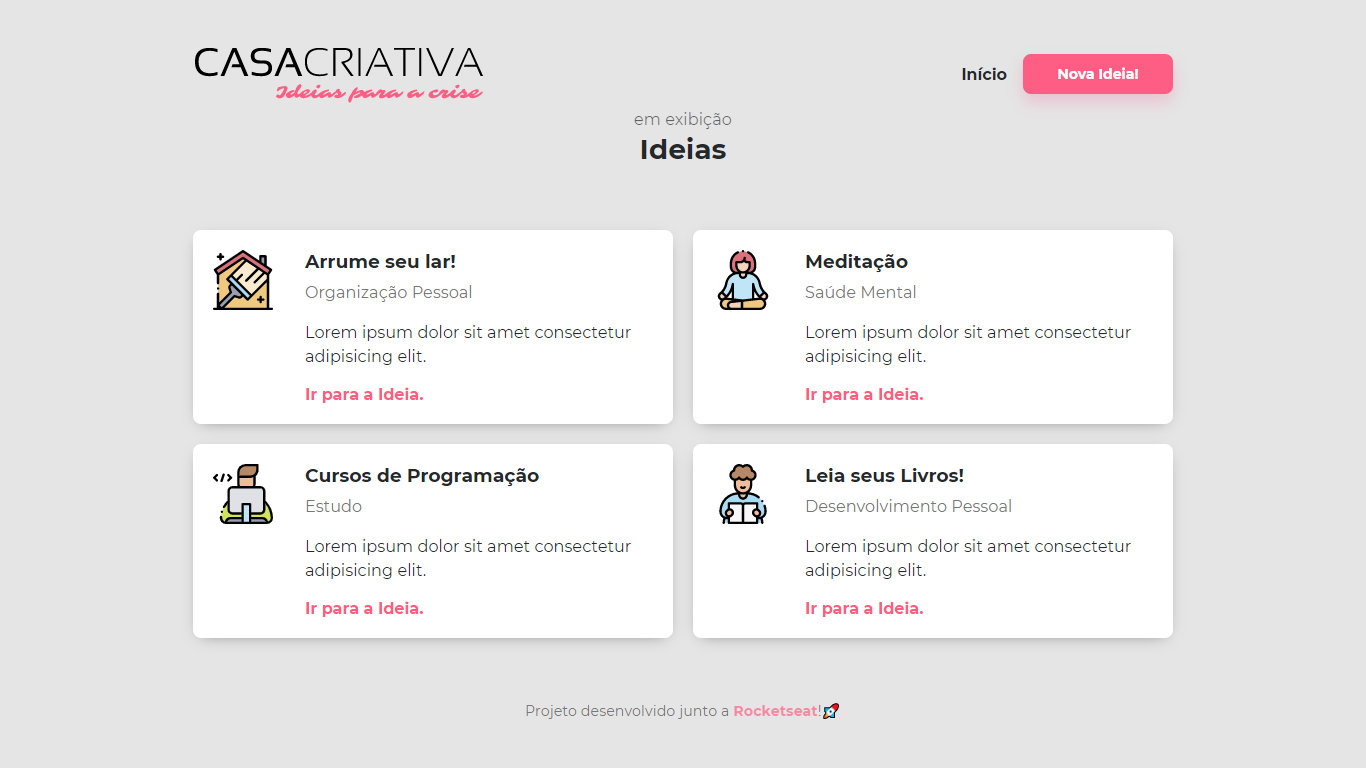 CASACRIATIVA
Ideias para a crise
Início
Nova Ideia!
em exibição
Ideias
Arrume seu lar!
Organização Pessoal
Lorem ipsum dolor sit amet consectetur
adipisicing elit.
Ir para a Ideia.
Meditação
Saúde Mental
Lorem ipsum dolor sit amet consectetur
adipisicing elit.
Ir para a Ideia.
</>
Cursos de Programação
Estudo
Lorem ipsum dolor sit amet consectetur
adipisicing elit.
Ir para a Ideia.
Leia seus Livros!
Desenvolvimento Pessoal
Lorem ipsum dolor sit amet consectetur
adipisicing elit.
Ir para a Ideia.
Projeto desenvolvido junto a Rocketseat!🚀